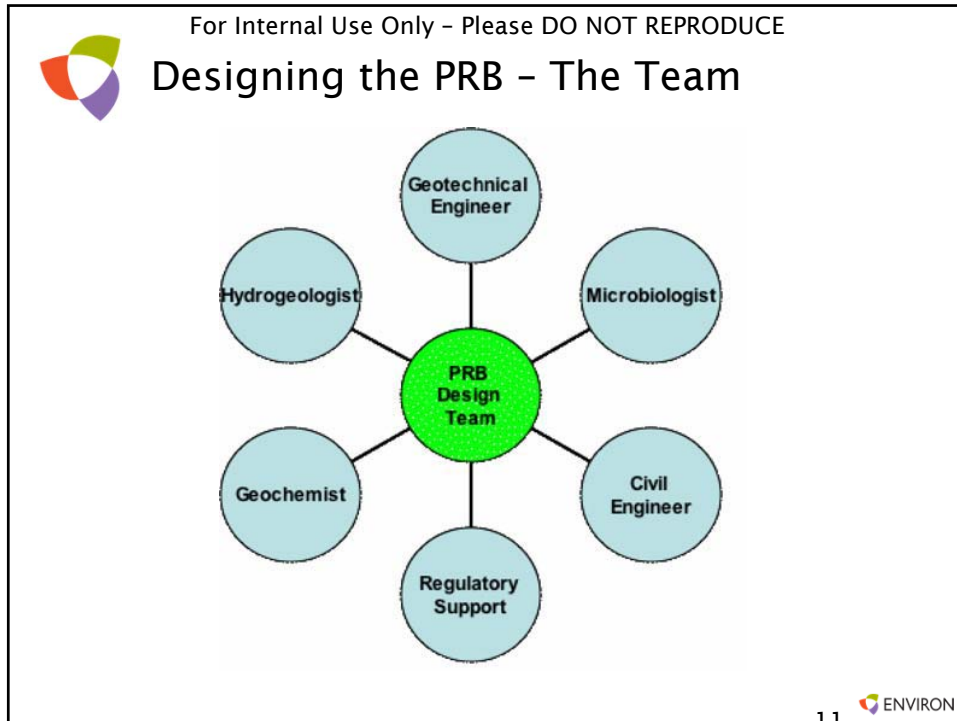 For Internal Use Only – Please DO NOT REPRODUCE
Designing the PRB – The Team
Geotechnical
Engineer
Hydrogeologist
Microbiologist
PRB
Design
Team
Geochemist
Civil
Engineer
Regulatory
Support
11
ENVIRON